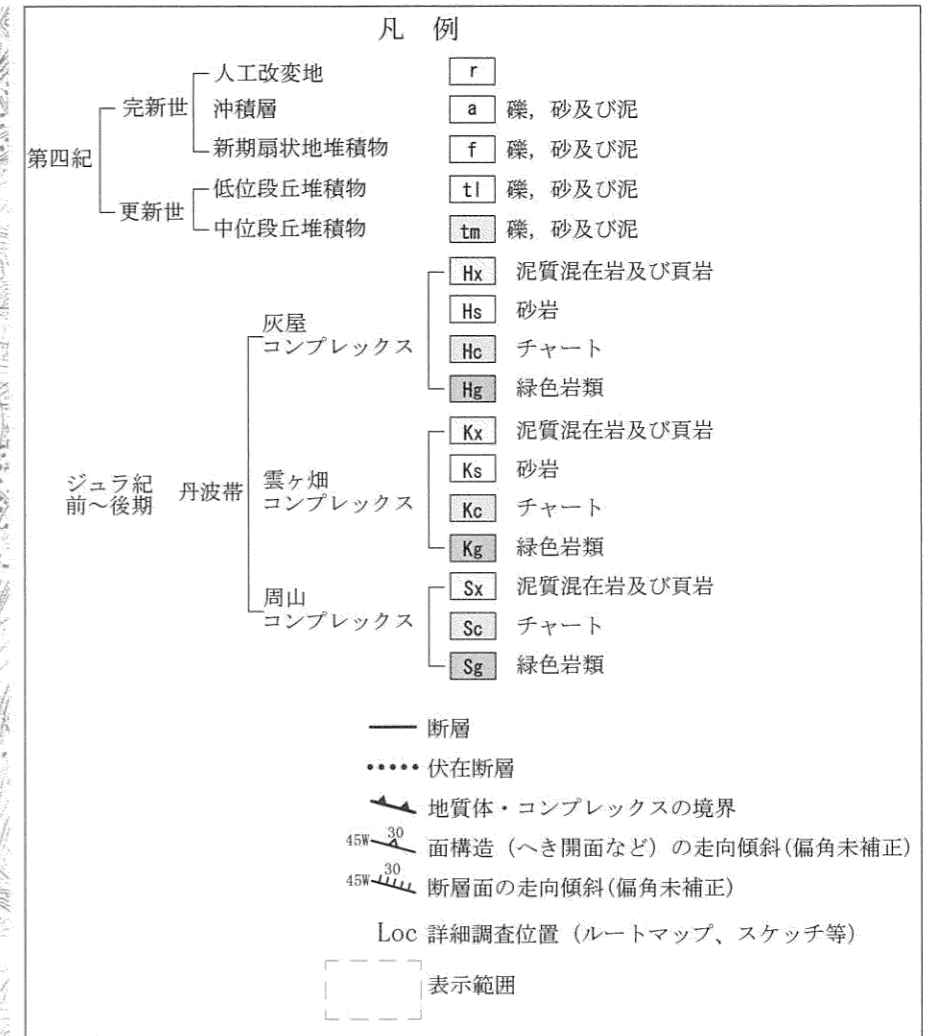 凡 例
第四紀
完新世
人工改変地 r
沖積層 a 礫，砂及び泥
新期扇状地堆積物 f 礫，砂及び泥
更新世
低位段丘堆積物 tl 礫，砂及び泥
中位段丘堆積物 tm 礫，砂及び泥
ジュラ紀
前～後期
丹波帯
灰屋
コンプレックス
Hx 泥質混在岩及び頁岩
Hs 砂岩
Hc チャート
Hg 緑色岩類
雲ヶ畑
コンプレックス
Kx 泥質混在岩及び頁岩
Ks 砂岩
Kc チャート
Kg 緑色岩類
周山
コンプレックス
Sx 泥質混在岩及び頁岩
Sc チャート
Sg 緑色岩類
断層
伏在断層
地質体・コンプレックスの境界
45W 30 面構造（へき開面など）の走向傾斜(偏角未補正)
45W 30 断層面の走向傾斜(偏角未補正)
Loc 詳細調査位置（ルートマップ、スケッチ等）
表示範囲